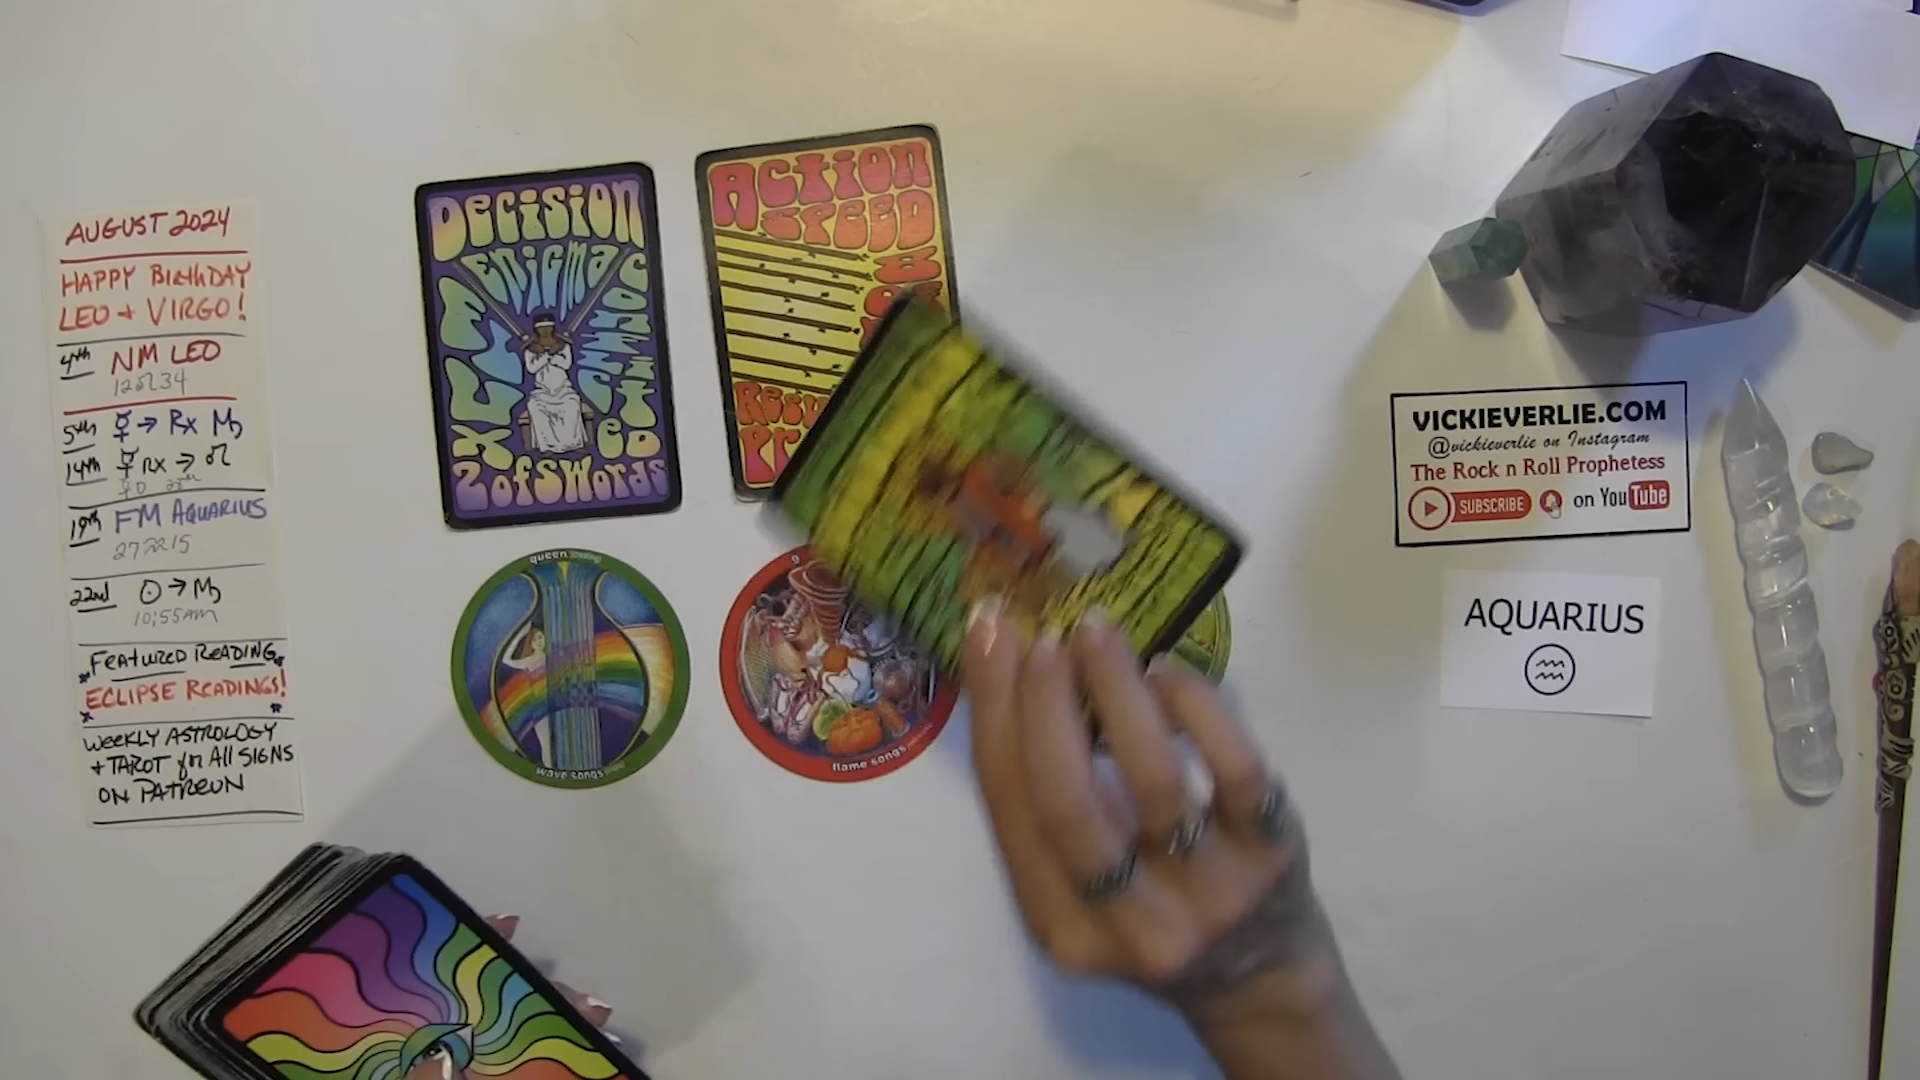 AUGUST 2024
HAPPY BIRTHDAY
LEO + VIRGO!
4th NM LEO
12♌34
5th ☿→ Rx ♍
14th ☿ Rx → ♌
19th FM AQUARIUS
27♒15
22nd ☉→♍
10:55AM
FEATURED READING
ECLIPSE READINGS!
WEEKLY ASTROLOGY
+ TAROT for All SIGNS
ON PATREON
Decision
enigma
2 of Swords
Action
SPEED
8
OF
queen
wave songs
9
flame songs
VICKIEVERLIE.COM
@vickieverlie on Instagram
The Rock n Roll Prophetess
SUBSCRIBE on YouTube
AQUARIUS
♒